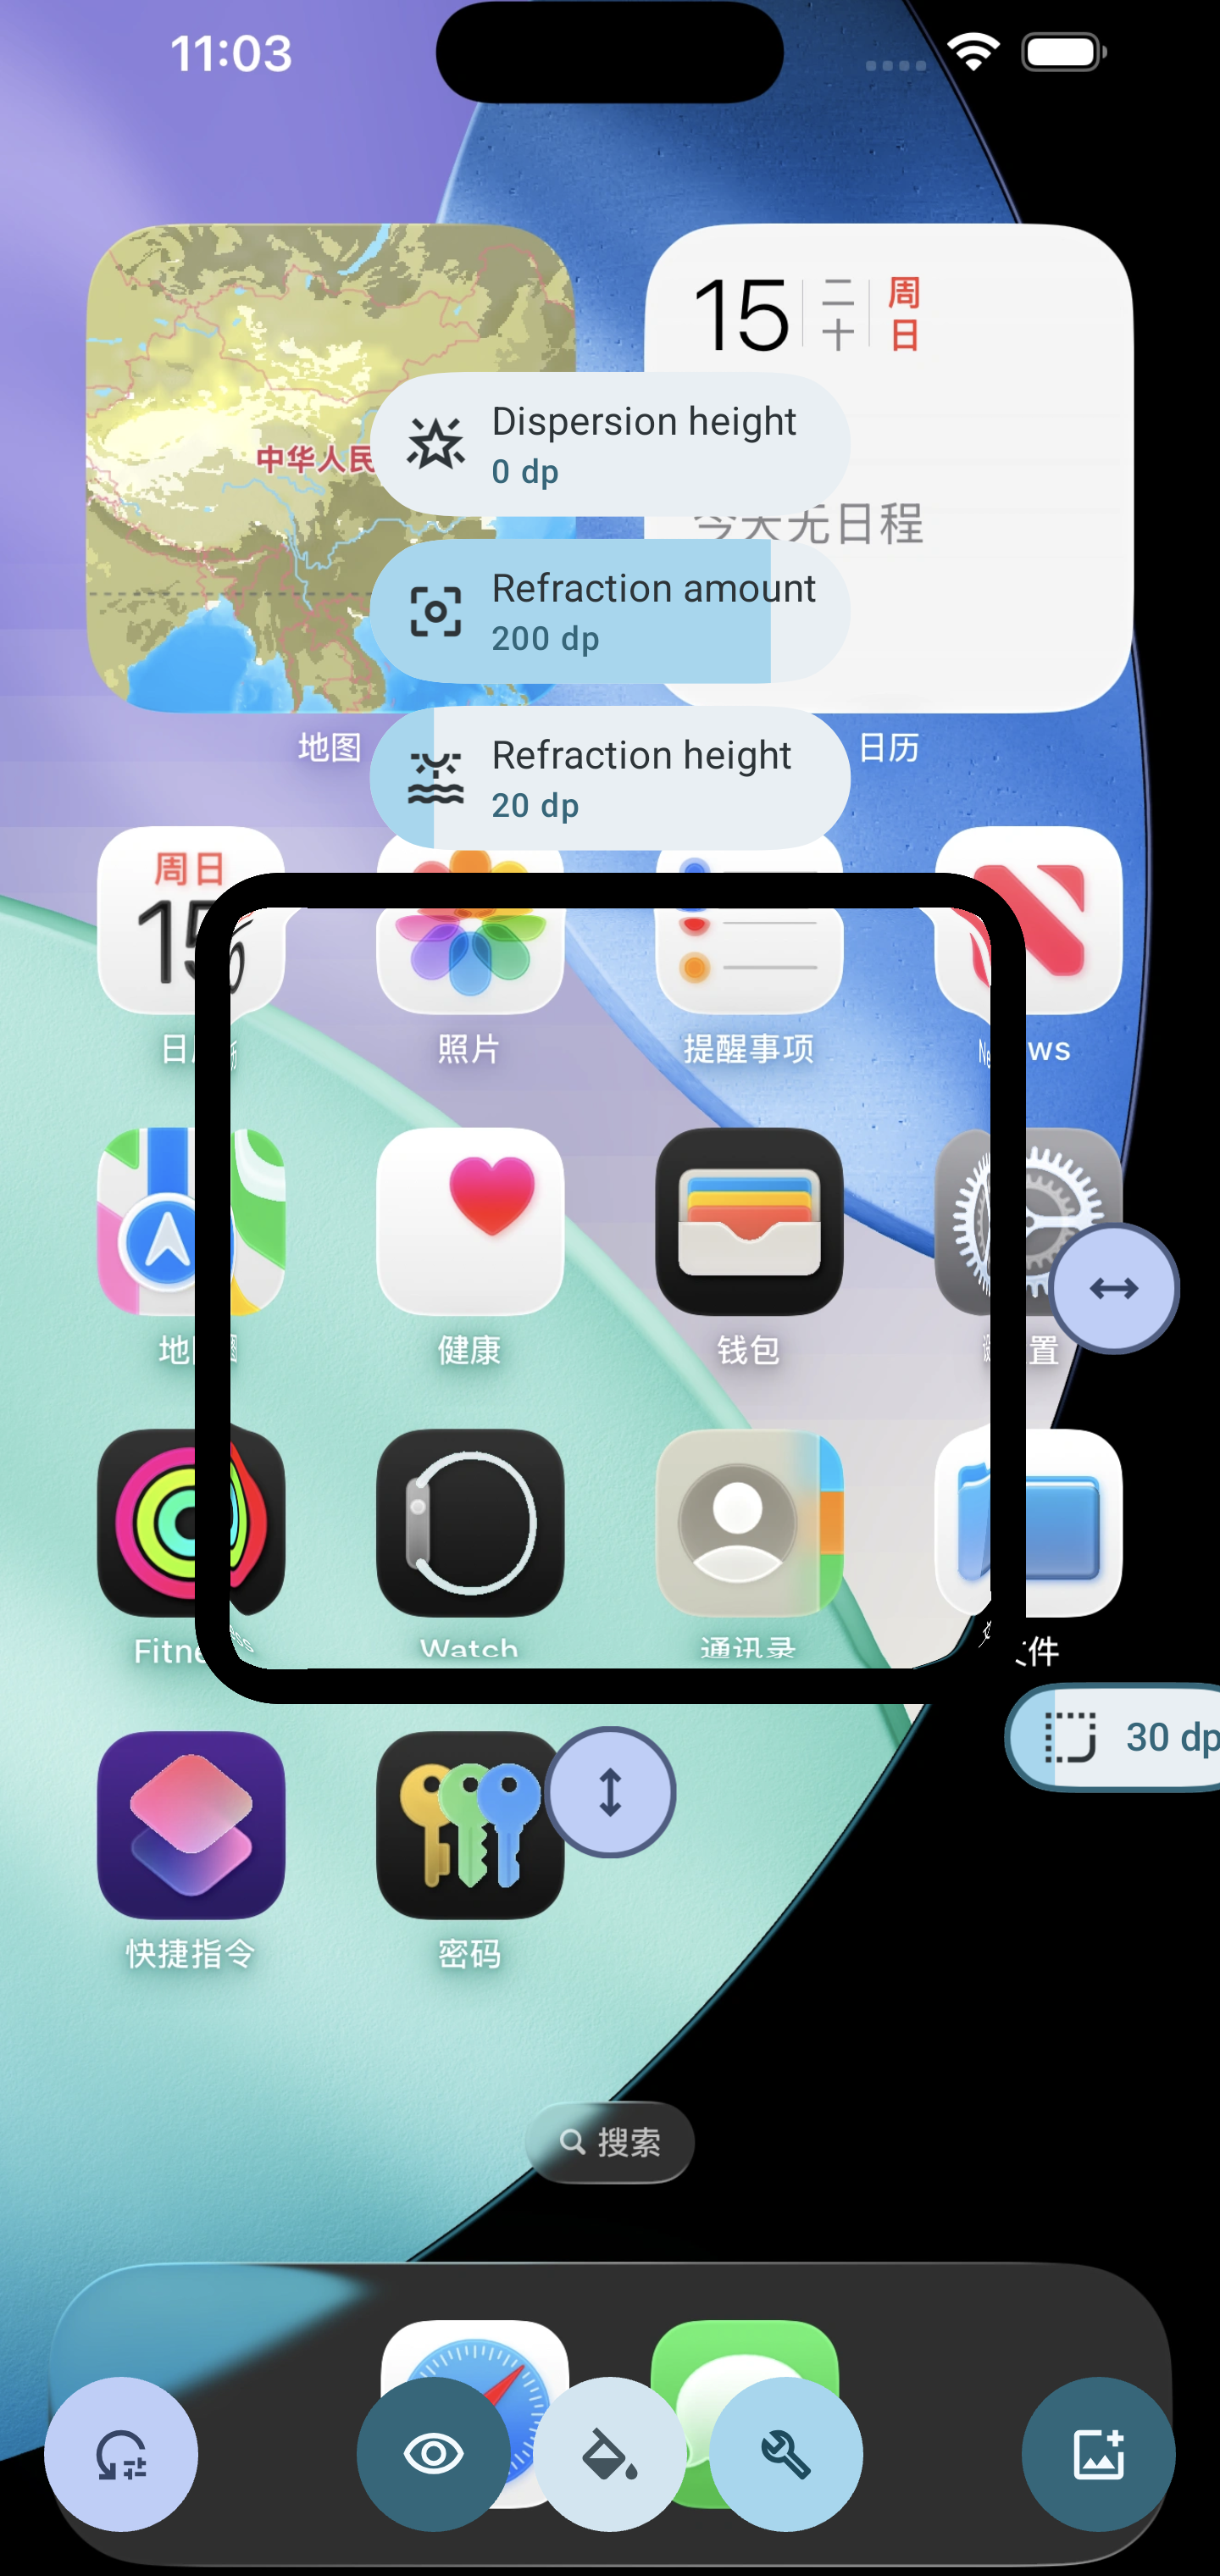 11:03
15
二十
周日
中华人民
Dispersion height
0 dp
今天无日程
Refraction amount
200 dp
地图
日历
Refraction height
20 dp
周日
15
日
照片
提醒事项
News
地图
健康
钱包
设置
Fitness
Watch
通讯录
文件
30 dp
快捷指令
密码
搜索